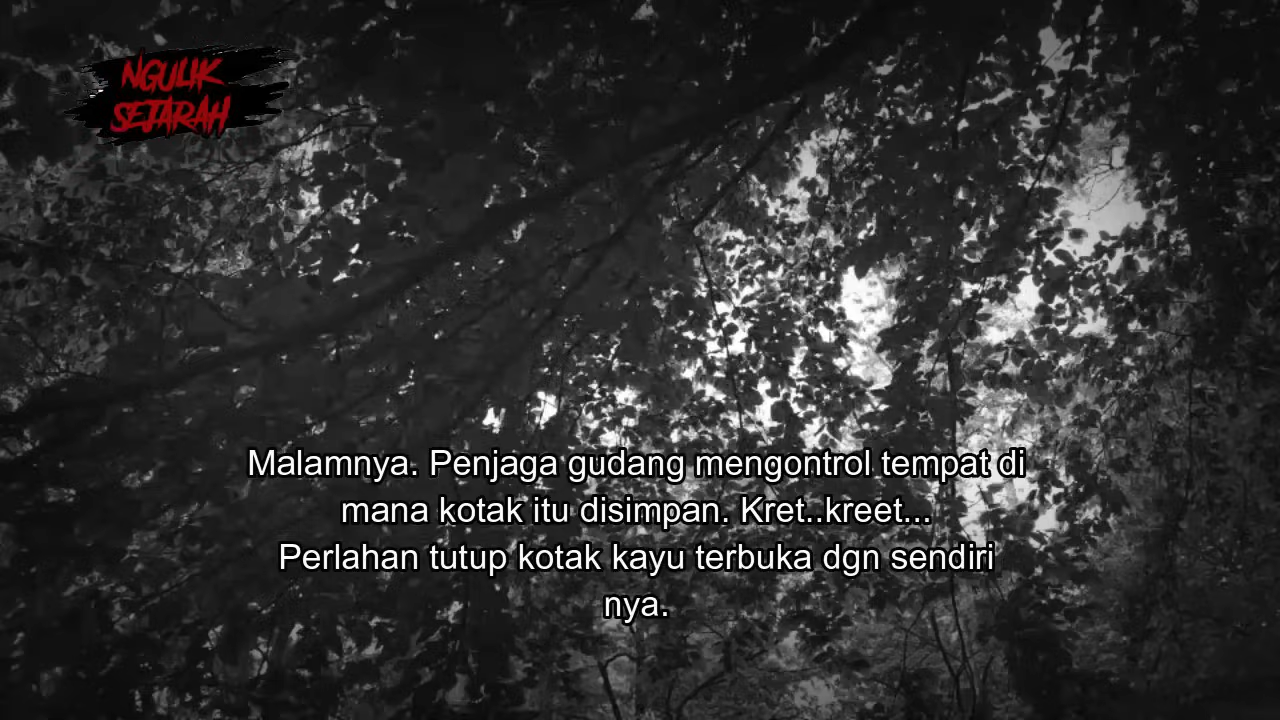 NGULIK
SEJARAH
Malamnya. Penjaga gudang mengontrol tempat di
mana kotak itu disimpan. Kret..kreet...
Perlahan tutup kotak kayu terbuka dgn sendiri
nya.